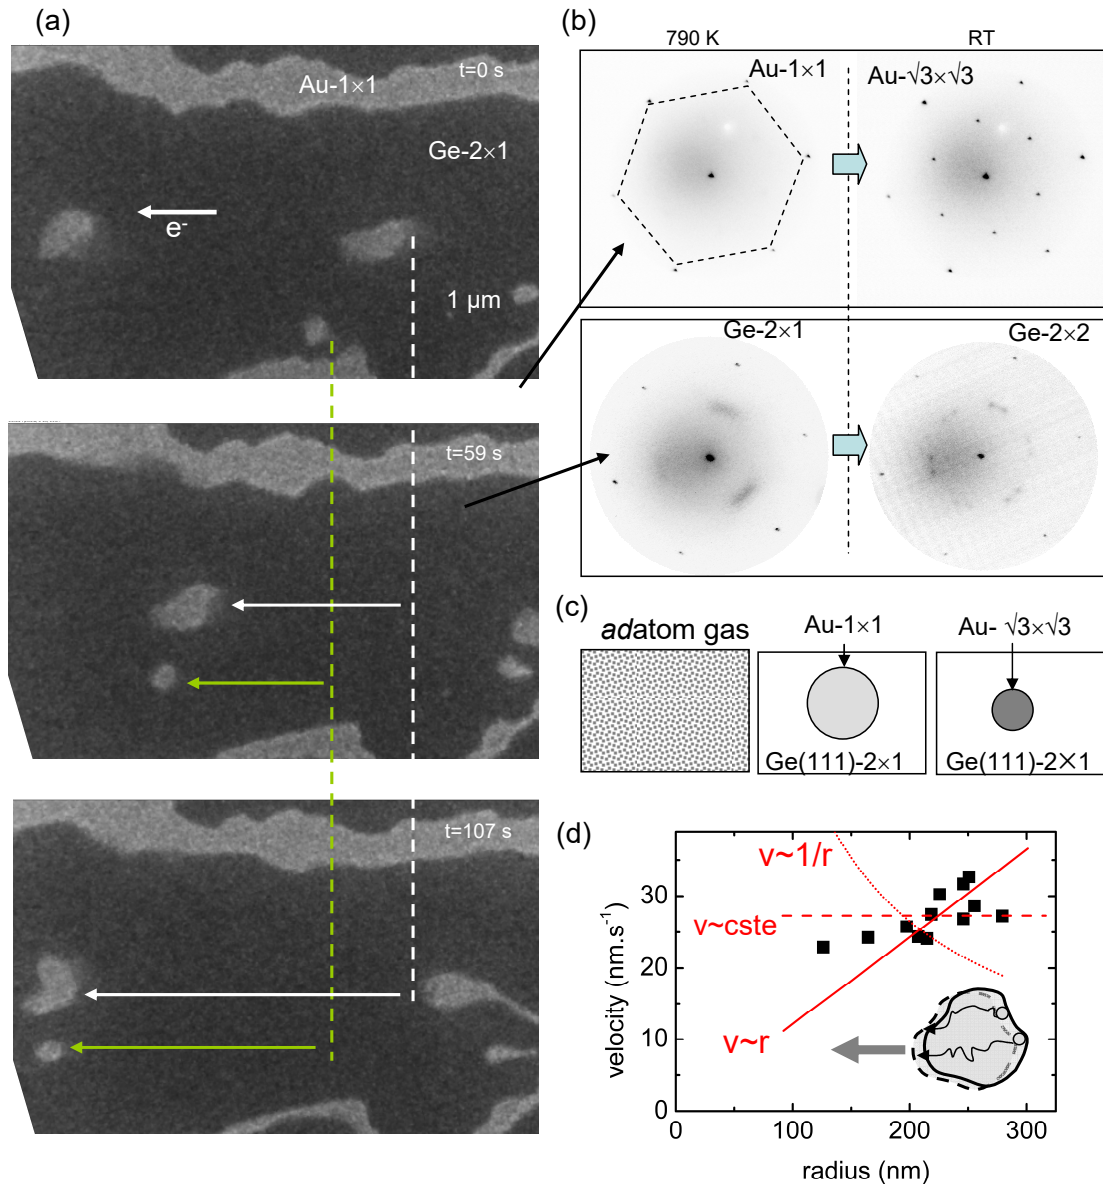 (a)
t=0 s
Au-1×1
Ge-2×1
e-
1 µm
t=59 s
t=107 s
(b)
790 K
RT
Au-1×1
Au-√3×√3
Ge-2×1
Ge-2×2
(c)
adatom gas
Au-1×1
Au- √3×√3
Ge(111)-2×1
Ge(111)-2×1
(d)
v~1/r
v~cste
v~r
velocity (nm.s⁻¹)
30
20
10
0
0
100
200
300
radius (nm)